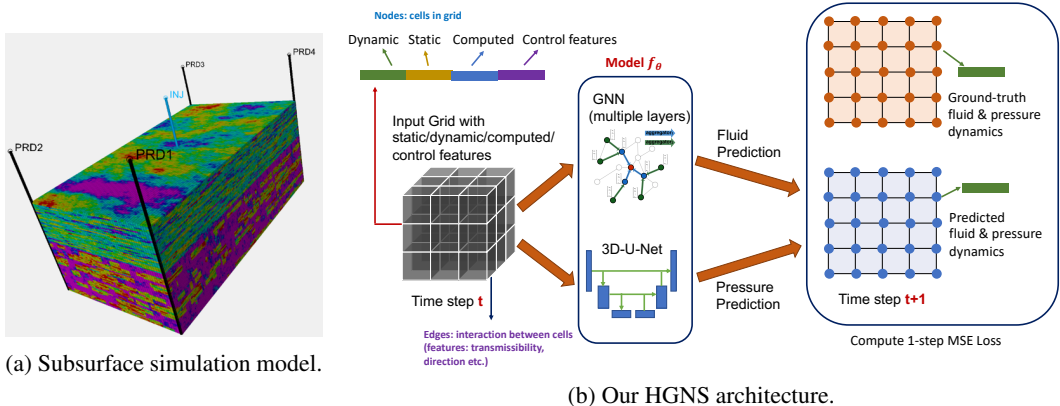 PRD4
PRD3
INJ
PRD2
PRD1
(a) Subsurface simulation model.
Nodes: cells in grid
Dynamic Static Computed Control features
Input Grid with
static/dynamic/computed/
control features
Time step t
Edges: interaction between cells
(features: transmissibility,
direction etc.)
Model fθ
GNN
(multiple layers)
aggregate
aggregate
3D-U-Net
Fluid
Prediction
Pressure
Prediction
Ground-truth
fluid & pressure
dynamics
Predicted
fluid & pressure
dynamics
Time step t+1
Compute 1-step MSE Loss
(b) Our HGNS architecture.